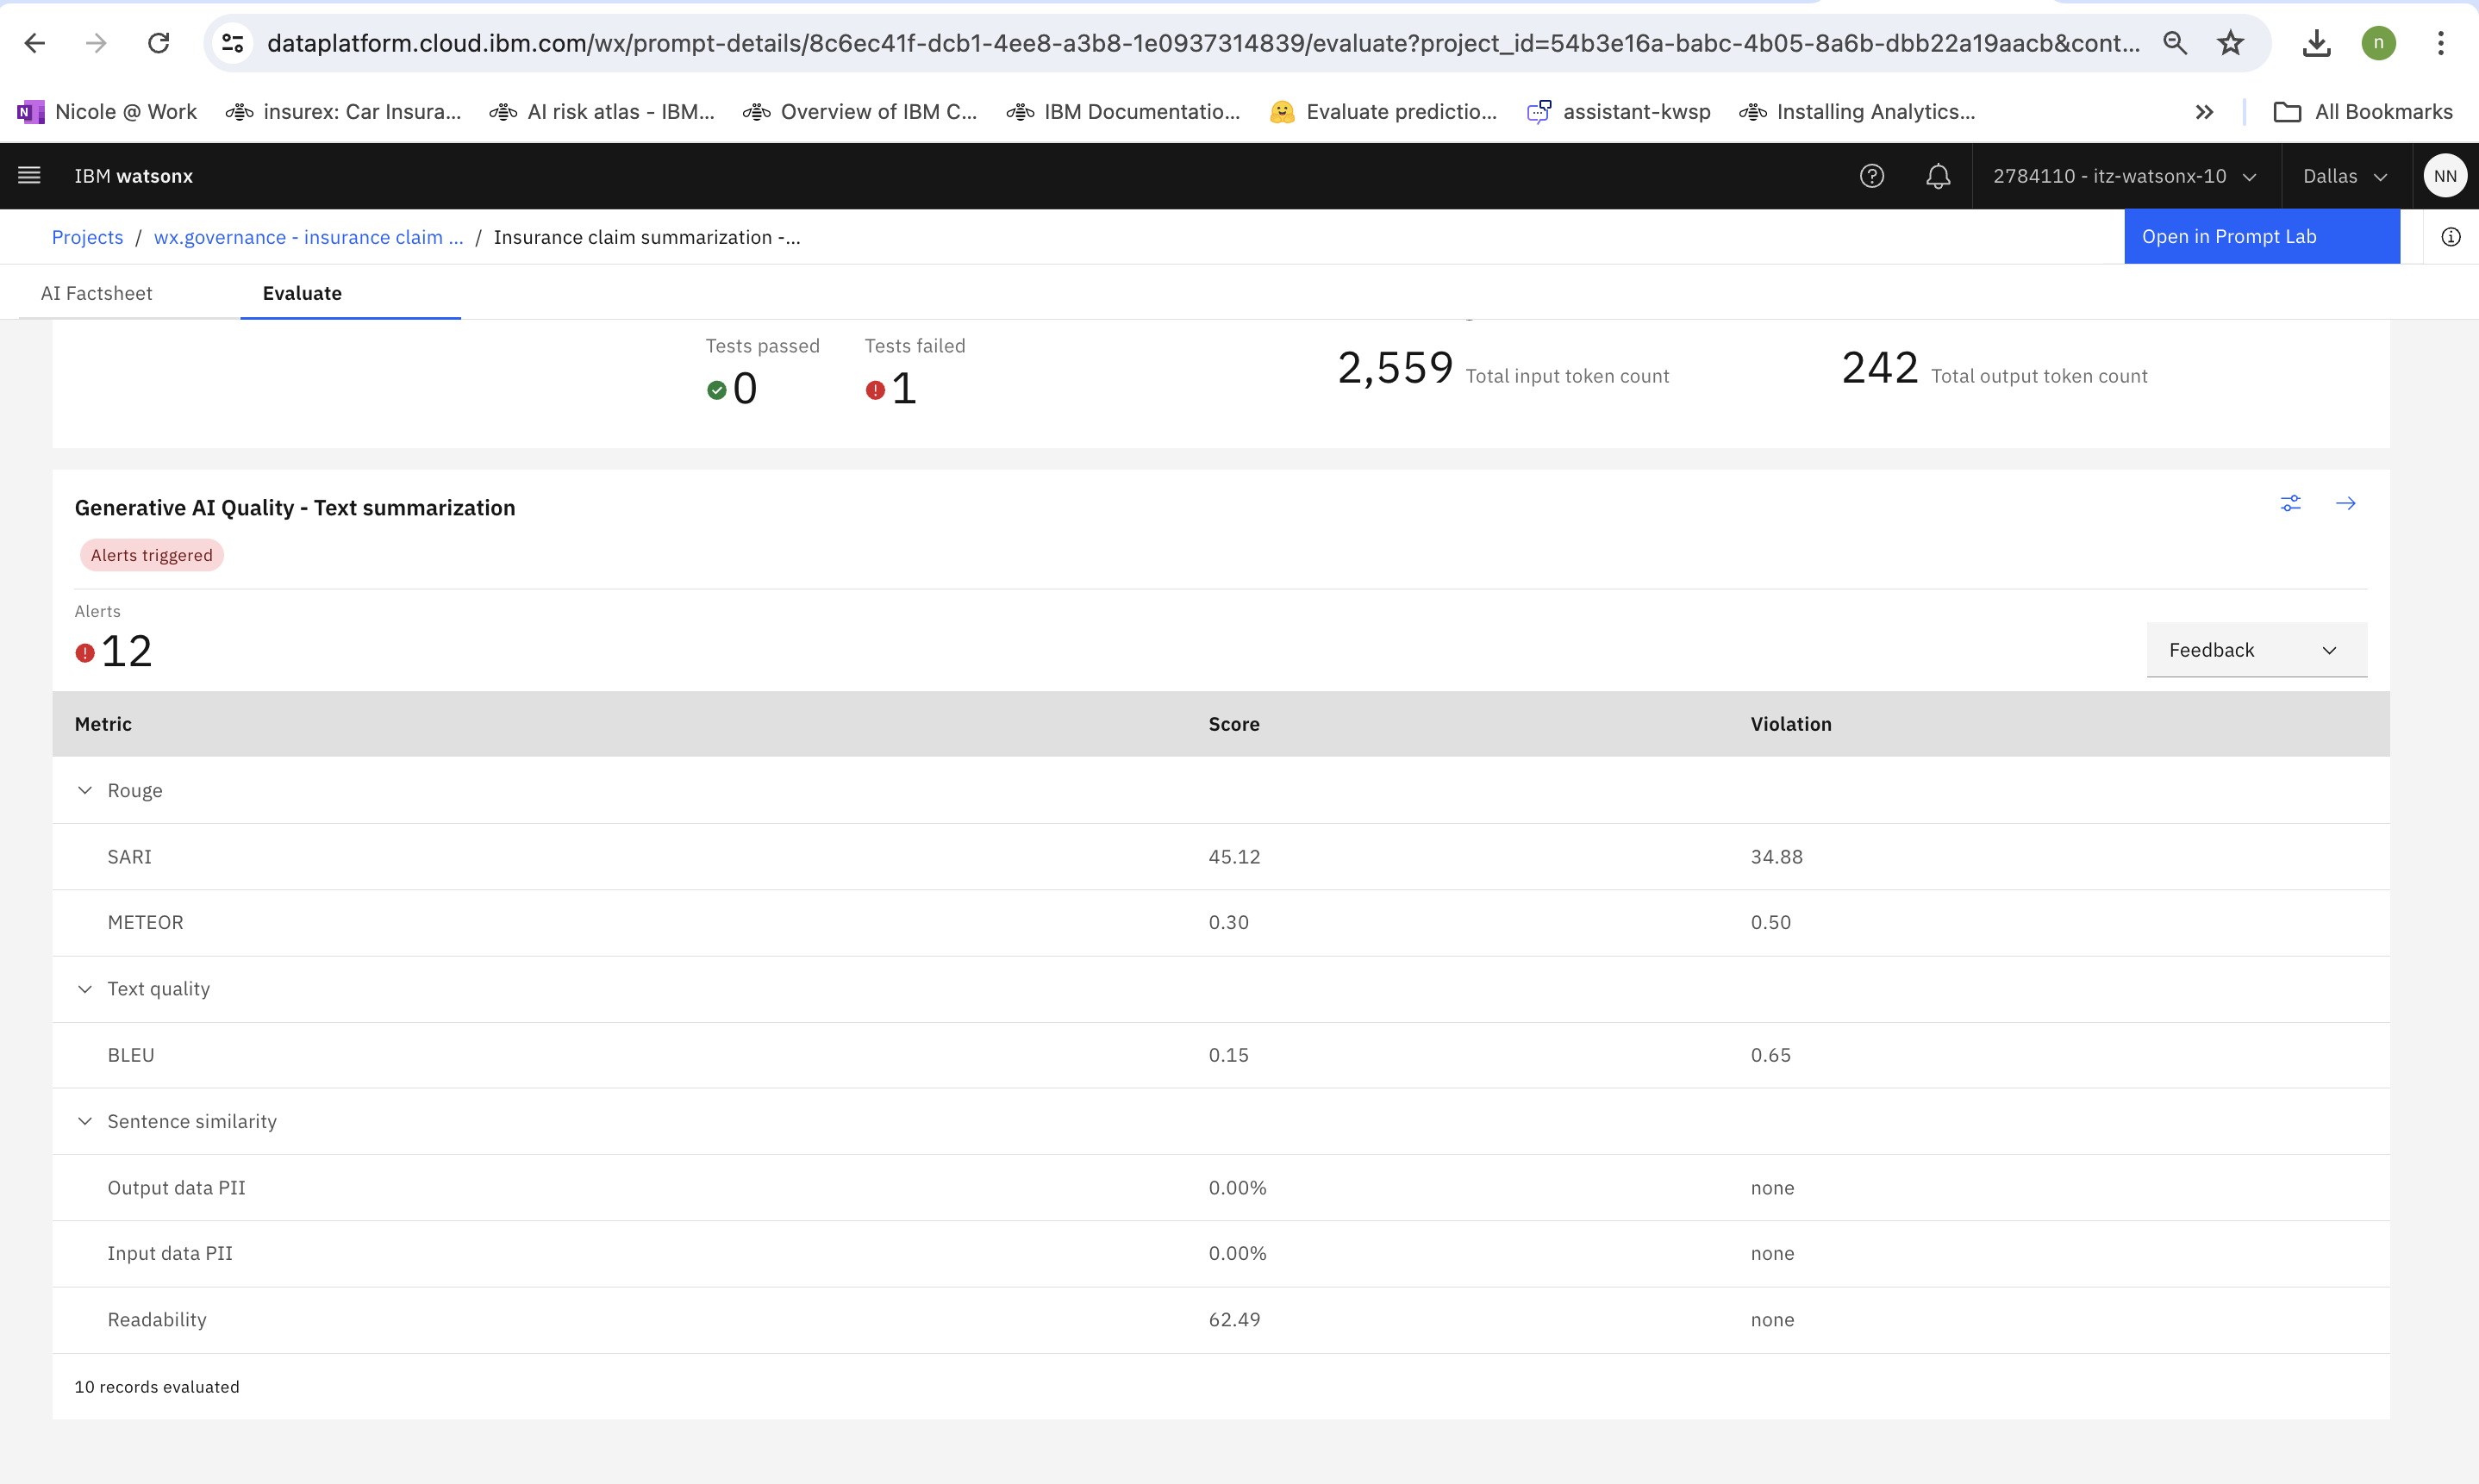 dataplatform.cloud.ibm.com/wx/prompt-details/8c6ec41f-dcb1-4ee8-a3b8-1e0937314839/evaluate?project_id=54b3e16a-babc-4b05-8a6b-dbb22a19aacb&cont...
n
Nicole @ Work
insurex: Car Insura...
AI risk atlas - IBM...
Overview of IBM C...
IBM Documentatio...
Evaluate predictio...
assistant-kwsp
Installing Analytics...
All Bookmarks
IBM watsonx
2784110 - itz-watsonx-10
Dallas
NN
Projects / wx.governance - insurance claim ... / Insurance claim summarization -...
Open in Prompt Lab
AI Factsheet
Evaluate
Tests passed
Tests failed
0
1
2,559 Total input token count
242 Total output token count
Generative AI Quality - Text summarization
Alerts triggered
Alerts
12
Feedback
Metric Score Violation
Rouge
SARI 45.12 34.88
METEOR 0.30 0.50
Text quality
BLEU 0.15 0.65
Sentence similarity
Output data PII 0.00% none
Input data PII 0.00% none
Readability 62.49 none
10 records evaluated